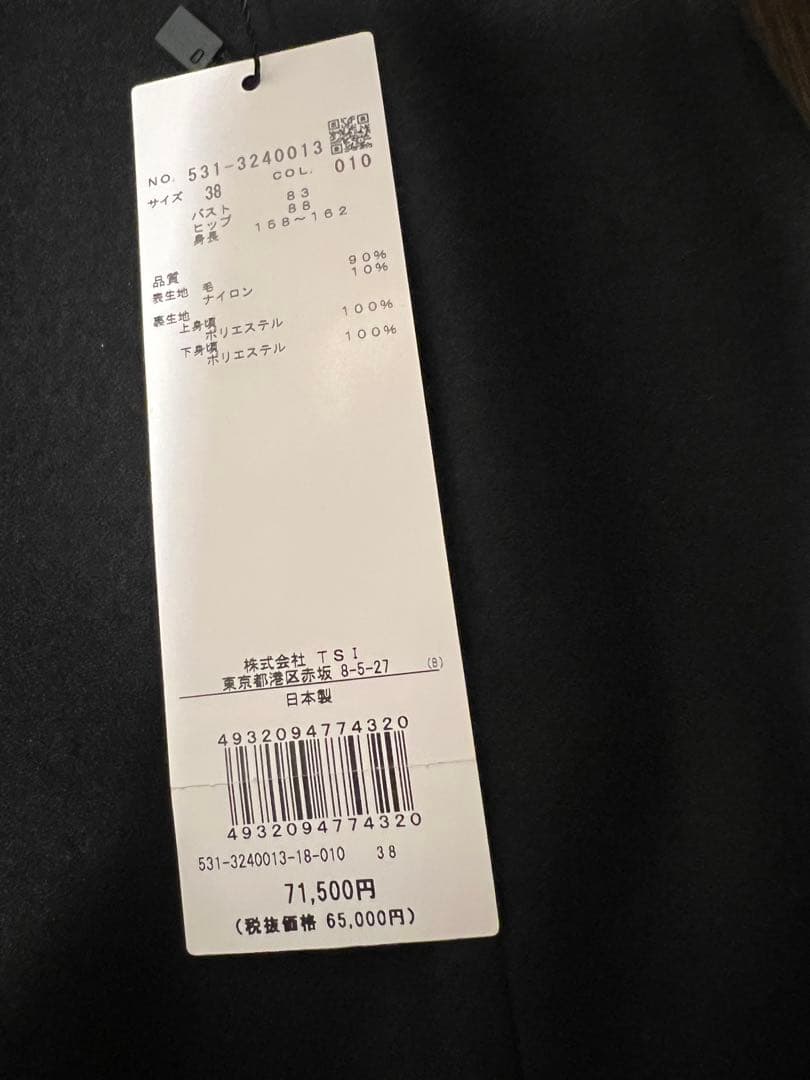 NO. 531-3240013
サイズ 38 COL. 010
バスト 83
ヒップ 88
身長 158～162
品質
表生地 毛 90%
ナイロン 10%
裏生地
上身頃
ポリエステル 100%
下身頃
ポリエステル 100%
株式会社 TSI
東京都港区赤坂 8-5-27 (B)
日本製
4932094774320
4932094774320
531-3240013-18-010 38
71,500円
(税抜価格 65,000円)